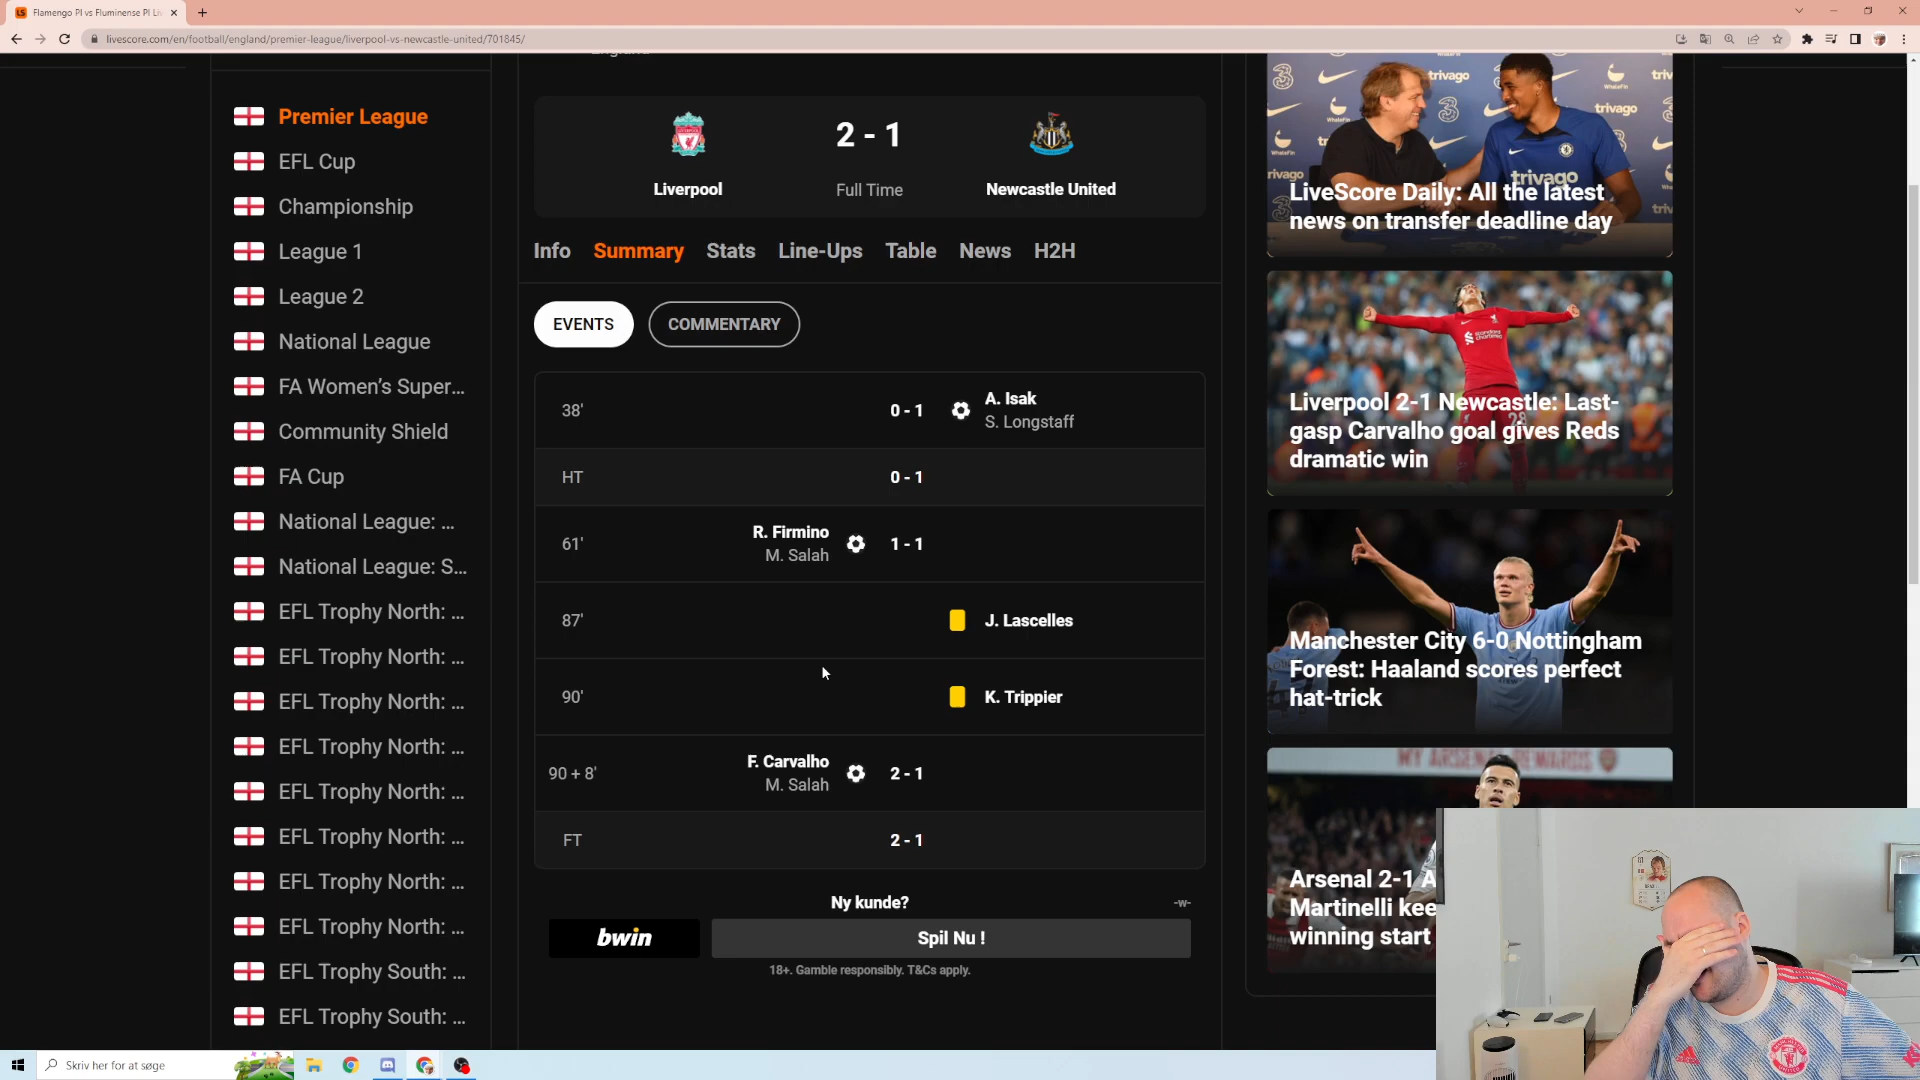 Flamengo PI vs Fluminense PI Liv
livescore.com/en/football/england/premier-league/liverpool-vs-newcastle-united/701845/
Premier League
EFL Cup
Championship
League 1
League 2
National League
FA Women's Super...
Community Shield
FA Cup
National League: ...
National League: S...
EFL Trophy North: ...
EFL Trophy North: ...
EFL Trophy North: ...
EFL Trophy North: ...
EFL Trophy North: ...
EFL Trophy North: ...
EFL Trophy North: ...
EFL Trophy North: ...
EFL Trophy South: ...
EFL Trophy South: ...
2 - 1
Liverpool
Full Time
Newcastle United
Info Summary Stats Line-Ups Table News H2H
EVENTS COMMENTARY
38' 0 - 1 A. Isak
S. Longstaff
HT 0 - 1
61' R. Firmino 1 - 1
M. Salah
87' J. Lascelles
90' K. Trippier
90 + 8' F. Carvalho 2 - 1
M. Salah
FT 2 - 1
Ny kunde?
-w-
bwin Spil Nu !
18+. Gamble responsibly. T&Cs apply.
trivago
trivago
trivago
LiveScore Daily: All the latest
news on transfer deadline day
Liverpool 2-1 Newcastle: Last-
gasp Carvalho goal gives Reds
dramatic win
Manchester City 6-0 Nottingham
Forest: Haaland scores perfect
hat-trick
MY ARSENAL REWARDS
Arsenal 2-1 A
Martinelli kee
winning start
Skriv her for at søge